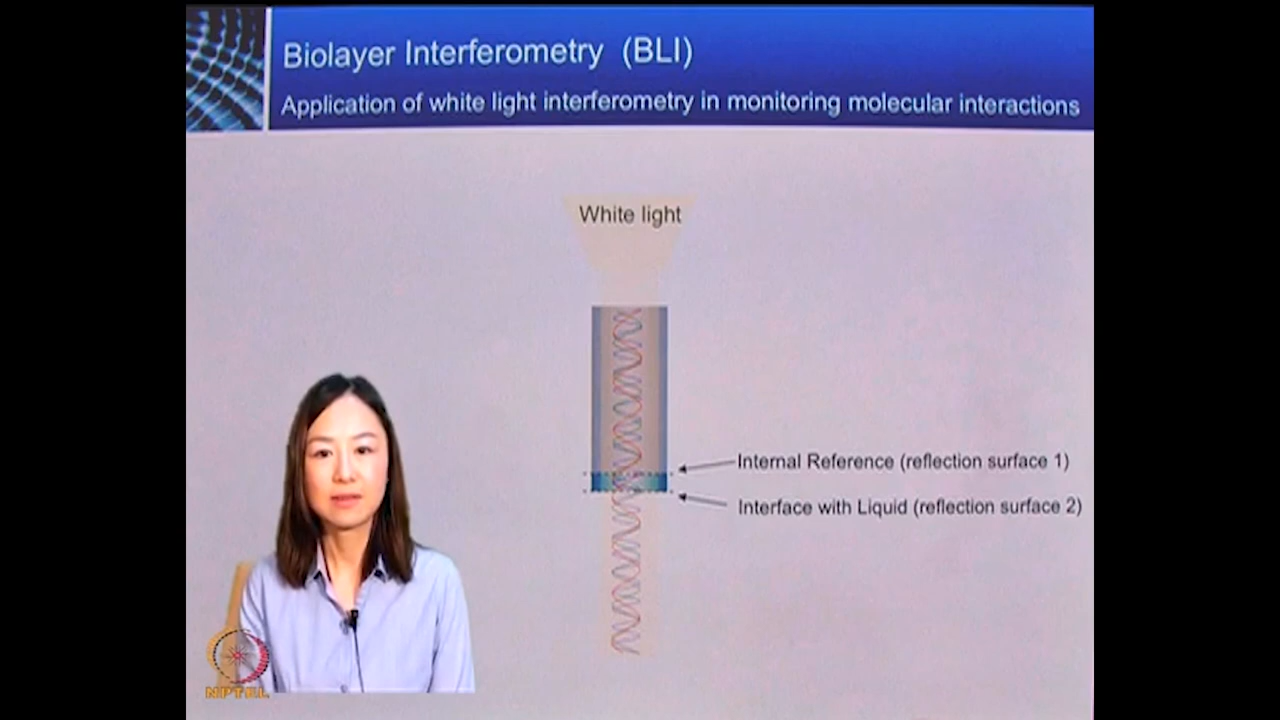 Biolayer Interferometry (BLI)
Application of white light interferometry in monitoring molecular interactions
White light
Internal Reference (reflection surface 1)
Interface with Liquid (reflection surface 2)
NPTEL